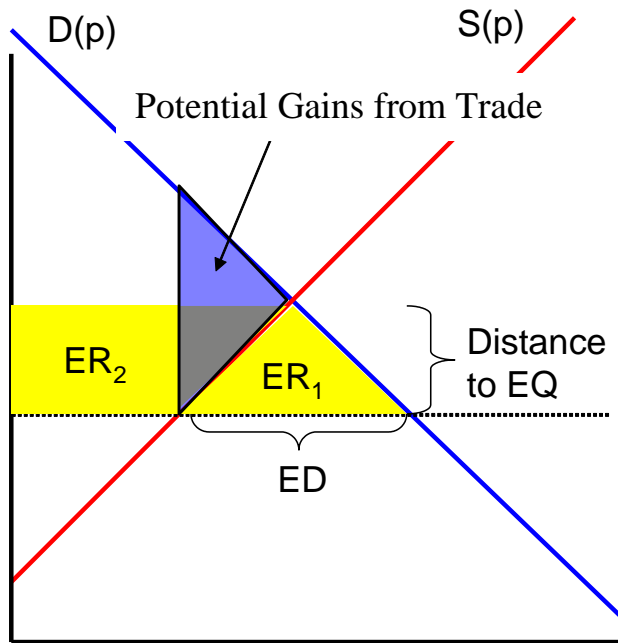 D(p)
S(p)
Potential Gains from Trade
ER₂
ER₁
Distance
to EQ
ED